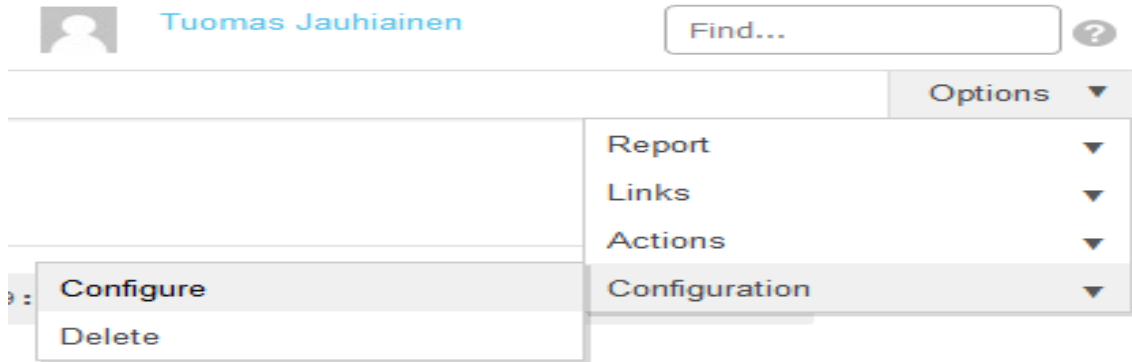 Tuomas Jauhiainen
Find...
?
Options
Report
Links
Actions
Configuration
Configure
Delete